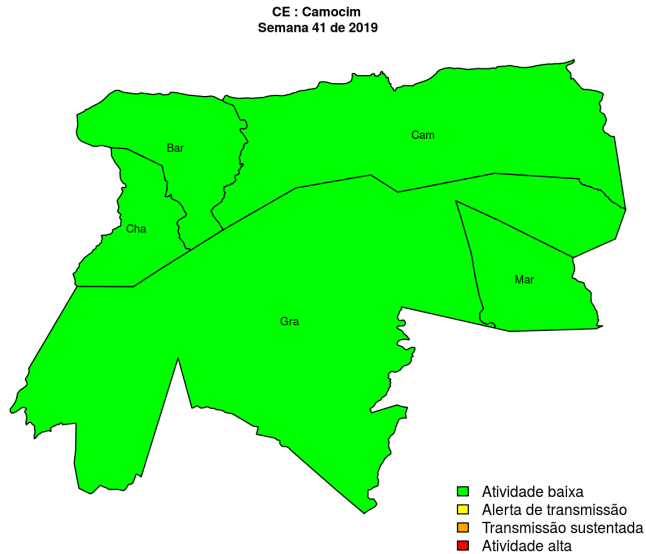 CE : Camocim
Semana 41 de 2019
Bar
Cam
Cha
Mar
Gra
Atividade baixa
Alerta de transmissão
Transmissão sustentada
Atividade alta